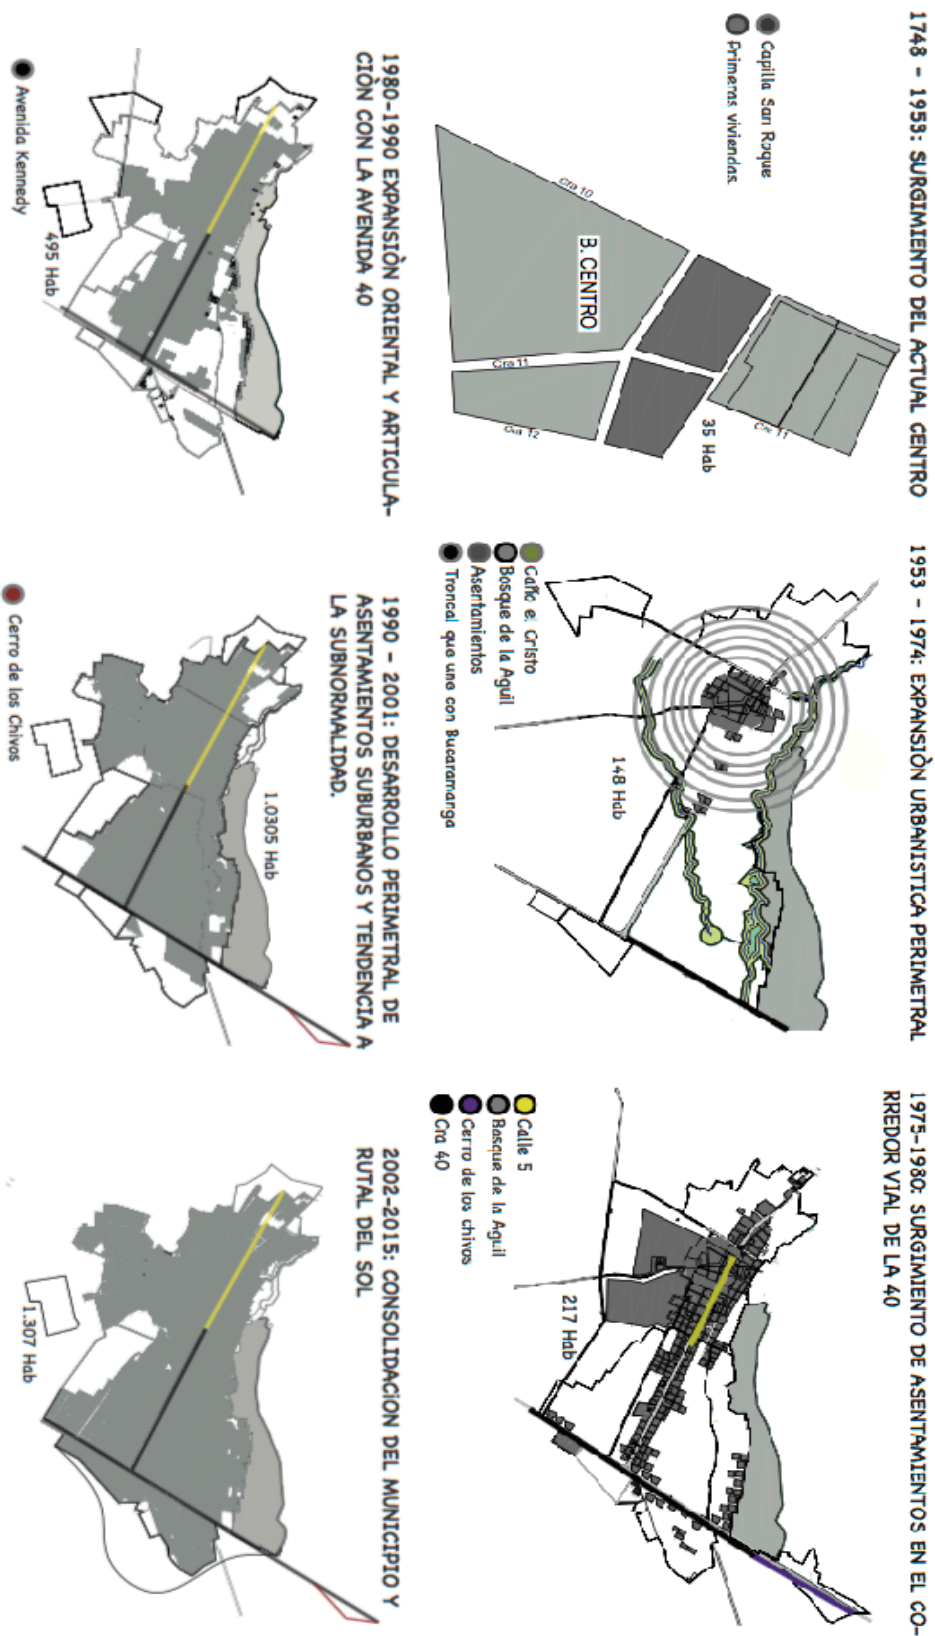 1748 - 1953: SURGIMIENTO DEL ACTUAL CENTRO
Capilla San Roque
Primeras viviendas.
Cra 10
B. CENTRO
Cra 11
Cra 12
Cra 11
35 Hab
1953 - 1974: EXPANSIÒN URBANISTICA PERIMETRAL
Caño el Cristo
Bosque de la Aguil
Asentamientos
Troncal que une con Bucaramanga
148 Hab
1975-1980: SURGIMIENTO DE ASENTAMIENTOS EN EL CO-
RREDOR VIAL DE LA 40
Calle 5
Bosque de la Aguil
Cerro de los chivos
Cra 40
217 Hab
1980-1990 EXPANSIÒN ORIENTAL Y ARTICULA-
CIÒN CON LA AVENIDA 40
495 Hab
Avenida Kennedy
1990 - 2001: DESARROLLO PERIMETRAL DE
ASENTAMIENTOS SUBURBANOS Y TENDENCIA A
LA SUBNORMALIDAD.
1.0305 Hab
Cerro de los Chivos
2002-2015: CONSOLIDACIÓN DEL MUNICIPIO Y
RUTAL DEL SOL
1.307 Hab